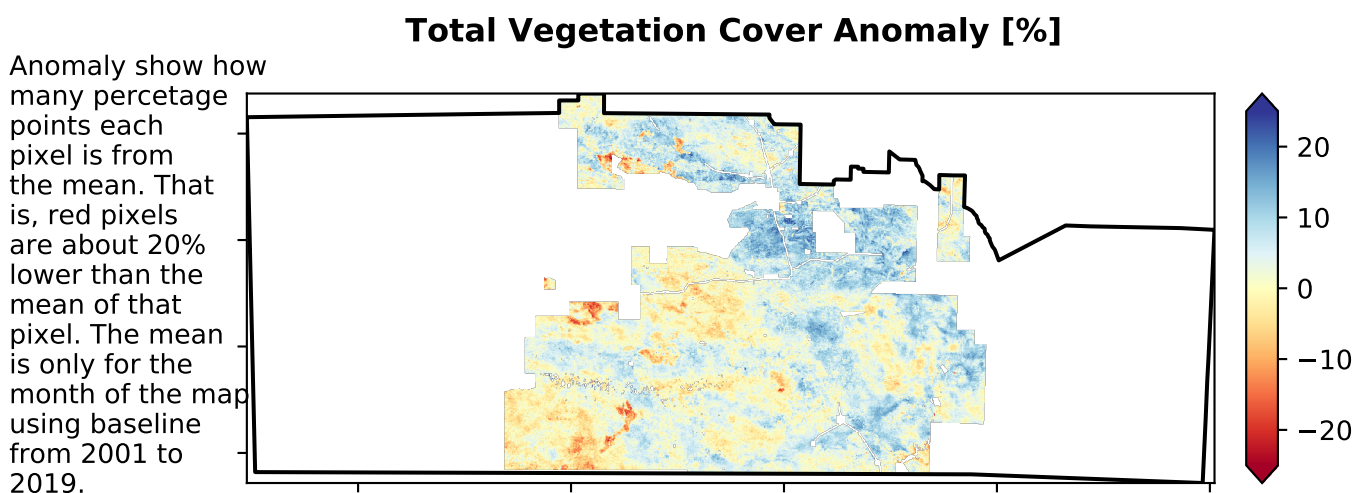 Total Vegetation Cover Anomaly [%]
Anomaly show how
many percetage
points each
pixel is from
the mean. That
is, red pixels
are about 20%
lower than the
mean of that
pixel. The mean
is only for the
month of the map
using baseline
from 2001 to
2019.
20
10
0
−10
−20